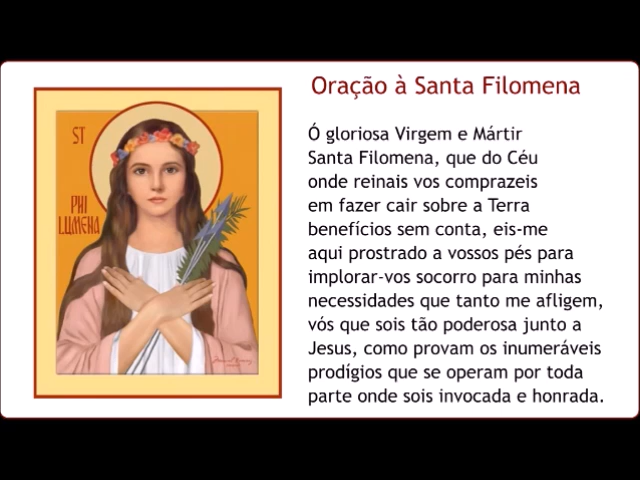 Oração à Santa Filomena
ST
PHI
LUMENA
Ó gloriosa Virgem e Mártir
Santa Filomena, que do Céu
onde reinais vos comprazeis
em fazer cair sobre a Terra
benefícios sem conta, eis-me
aqui prostrado a vossos pés para
implorar-vos socorro para minhas
necessidades que tanto me afligem,
vós que sois tão poderosa junto a
Jesus, como provam os inumeráveis
prodígios que se operam por toda
parte onde sois invocada e honrada.